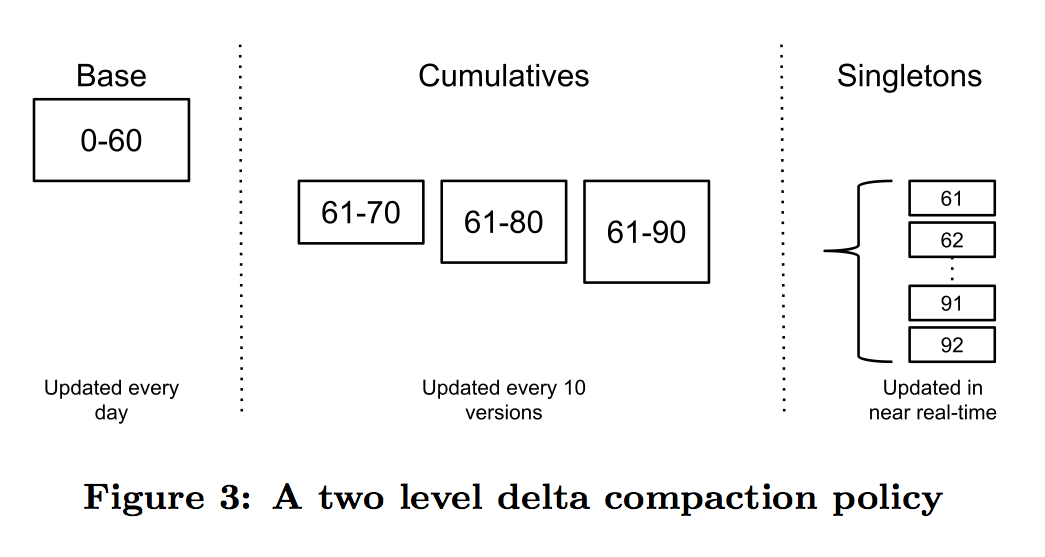 Base
0-60
Updated every
day
Cumulatives
61-70
61-80
61-90
Updated every 10
versions
Singletons
61
62
91
92
Updated in
near real-time
Figure 3: A two level delta compaction policy